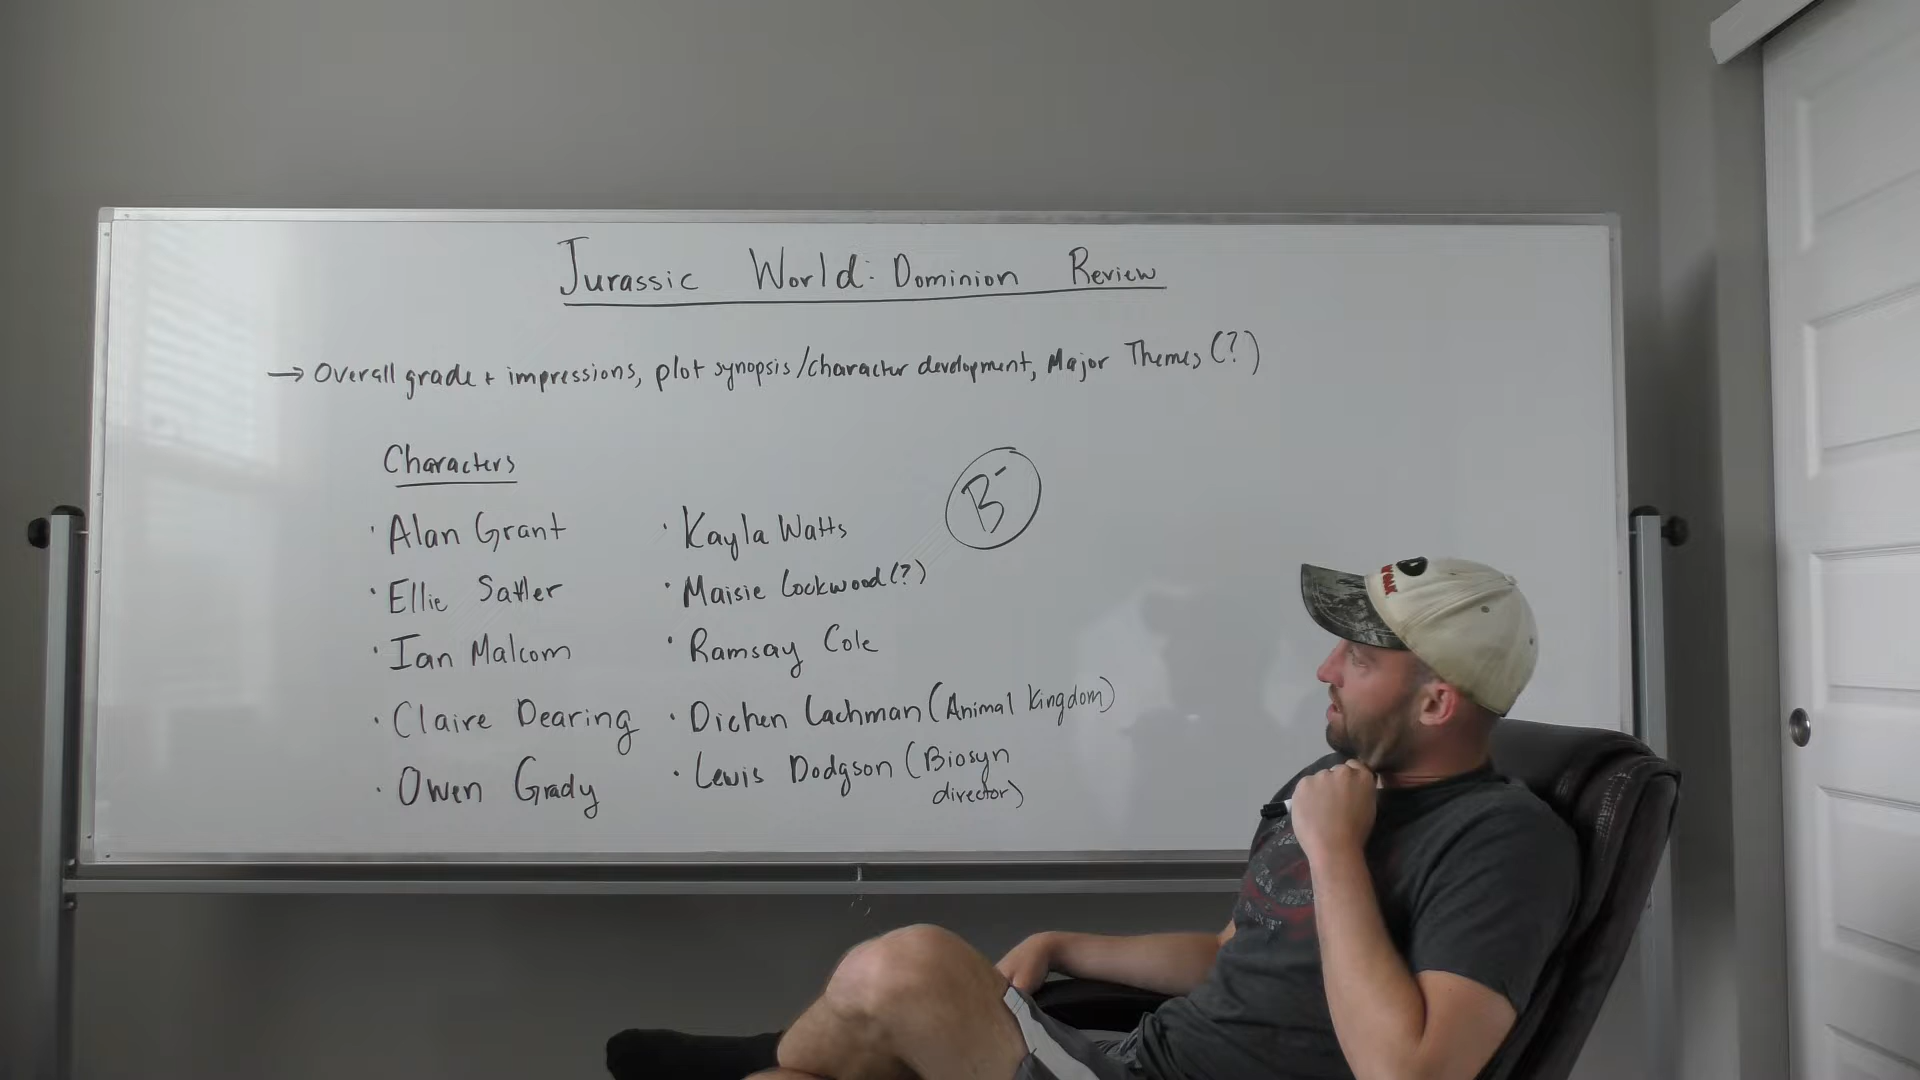 Jurassic World: Dominion Review
→ Overall grade + impressions, plot synopsis/character development, Major Themes (?)
Characters
B-
· Alan Grant
· Ellie Sattler
· Ian Malcom
· Claire Dearing
· Owen Grady
· Kayla Watts
· Maisie Lockwood (?)
· Ramsay Cole
· Dichen Lachman (Animal Kingdom)
· Lewis Dodgson (Biosyn
director)